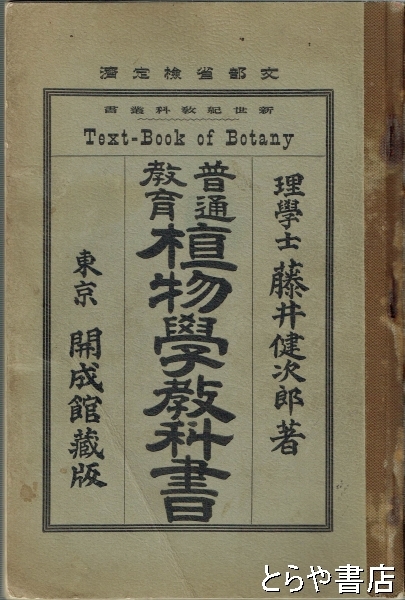 文部省検定濟
新世紀教科叢書
Text-Book of Botany
理學士 藤井健次郎著
普通教育
植物學教科書
東京 開成館藏版
とらや書店